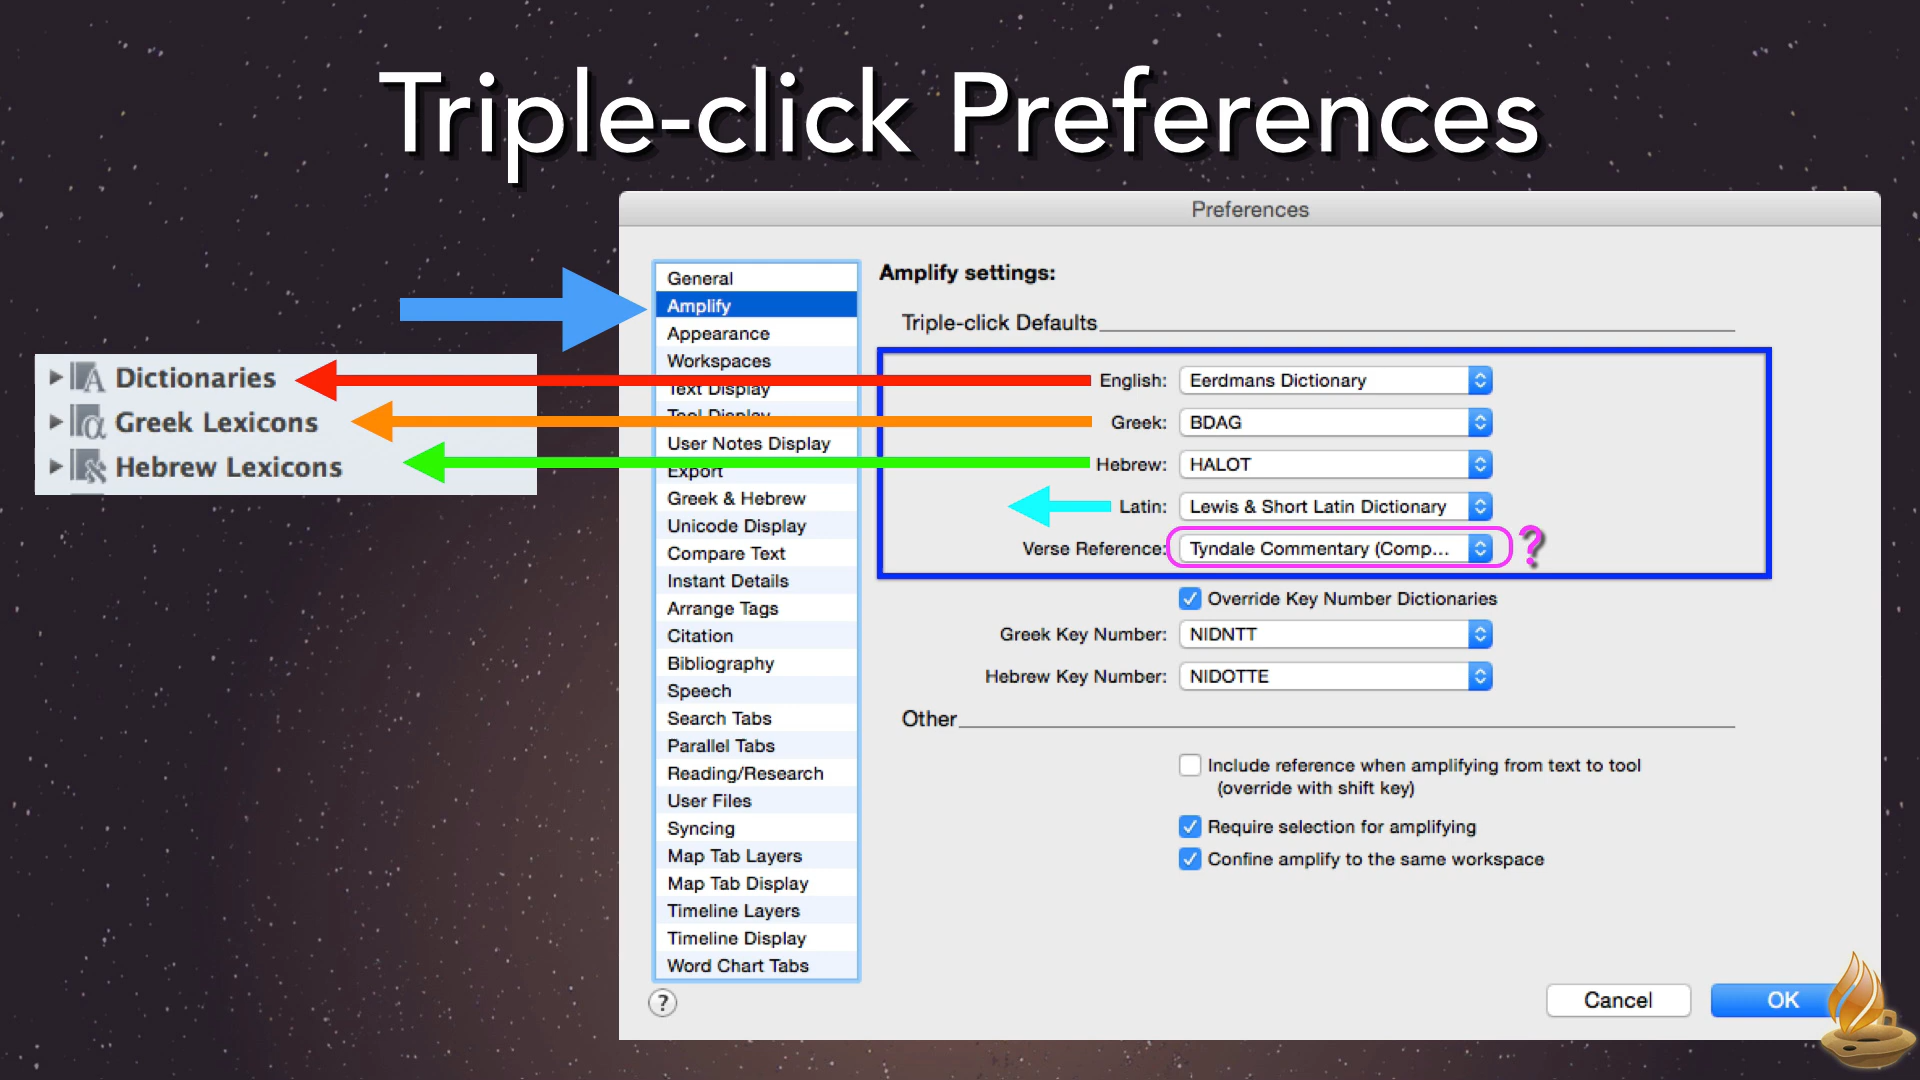 Triple-click Preferences
Preferences
Dictionaries
Greek Lexicons
Hebrew Lexicons
General
Amplify
Appearance
Workspaces
Text Display
Tool Display
User Notes Display
Export
Greek & Hebrew
Unicode Display
Compare Text
Instant Details
Arrange Tags
Citation
Bibliography
Speech
Search Tabs
Parallel Tabs
Reading/Research
User Files
Syncing
Map Tab Layers
Map Tab Display
Timeline Layers
Timeline Display
Word Chart Tabs
?
Amplify settings:
Triple-click Defaults
English: Eerdmans Dictionary
Greek: BDAG
Hebrew: HALOT
Latin: Lewis & Short Latin Dictionary
Verse Reference: Tyndale Commentary (Comp... ?
Override Key Number Dictionaries
Greek Key Number: NIDNTT
Hebrew Key Number: NIDOTTE
Other
Include reference when amplifying from text to tool
(override with shift key)
Require selection for amplifying
Confine amplify to the same workspace
Cancel OK